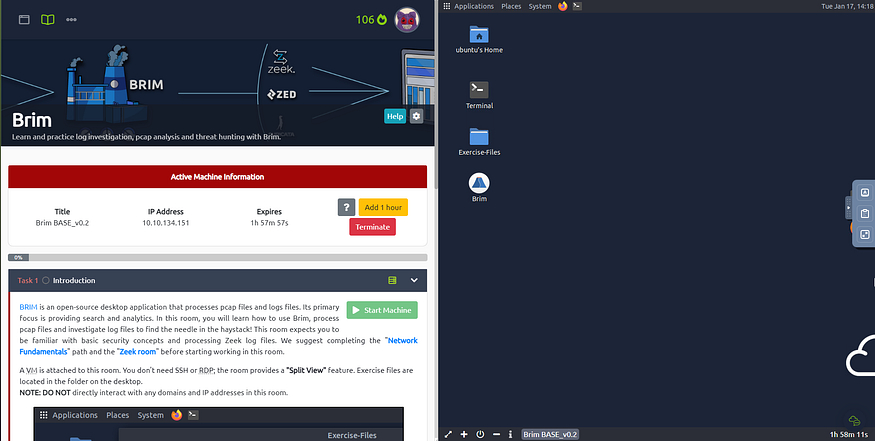 106
BRIM
zeek.
ZED
Brim
Help
Learn and practice log investigation, pcap analysis and threat hunting with Brim.
Active Machine Information
Title
IP Address
Expires
Brim BASE_v0.2
10.10.134.151
1h 57m 57s
?
Add 1 hour
Terminate
0%
Task 1
Introduction
Start Machine
BRIM is an open-source desktop application that processes pcap files and logs files. Its primary
focus is providing search and analytics. In this room, you will learn how to use Brim, process
pcap files and investigate log files to find the needle in the haystack! This room expects you to
be familiar with basic security concepts and processing Zeek log files. We suggest completing the "Network
Fundamentals" path and the "Zeek room" before starting working in this room.
A VM is attached to this room. You don't need SSH or RDP; the room provides a "Split View" feature. Exercise files are
located in the folder on the desktop.
NOTE: DO NOT directly interact with any domains and IP addresses in this room.
Applications Places System
Exercise-Files
Applications Places System
Tue Jan 17, 14:18
ubuntu's Home
Terminal
Exercise-Files
Brim
Brim BASE_v0.2
1h 58m 11s